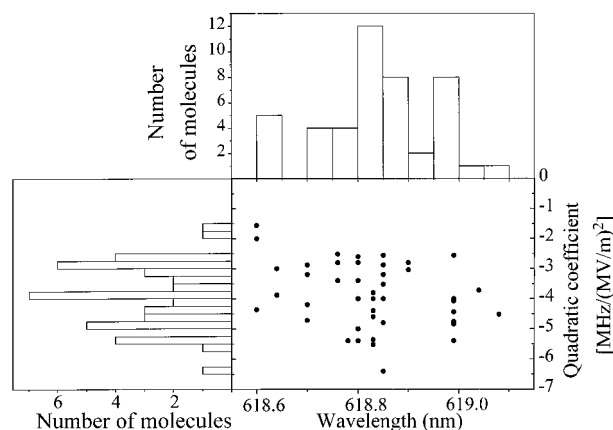 12
10
8
6
4
2
Number
of molecules
0
-1
-2
-3
-4
-5
-6
-7
Quadratic coefficient
[MHz/(MV/m)²]
6 4 2
Number of molecules
618.6 618.8 619.0
Wavelength (nm)